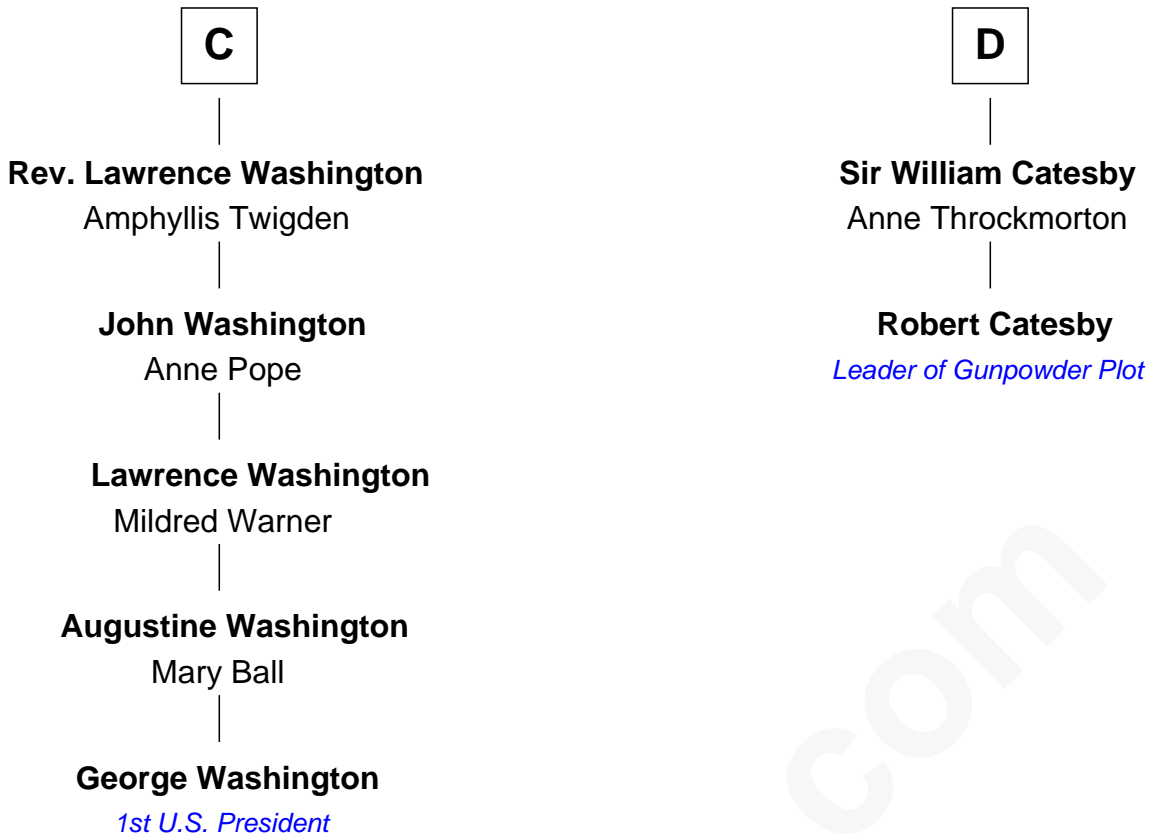 C
Rev. Lawrence Washington
Amphyllis Twigden
John Washington
Anne Pope
Lawrence Washington
Mildred Warner
Augustine Washington
Mary Ball
George Washington
1st U.S. President
D
Sir William Catesby
Anne Throckmorton
Robert Catesby
Leader of Gunpowder Plot
com